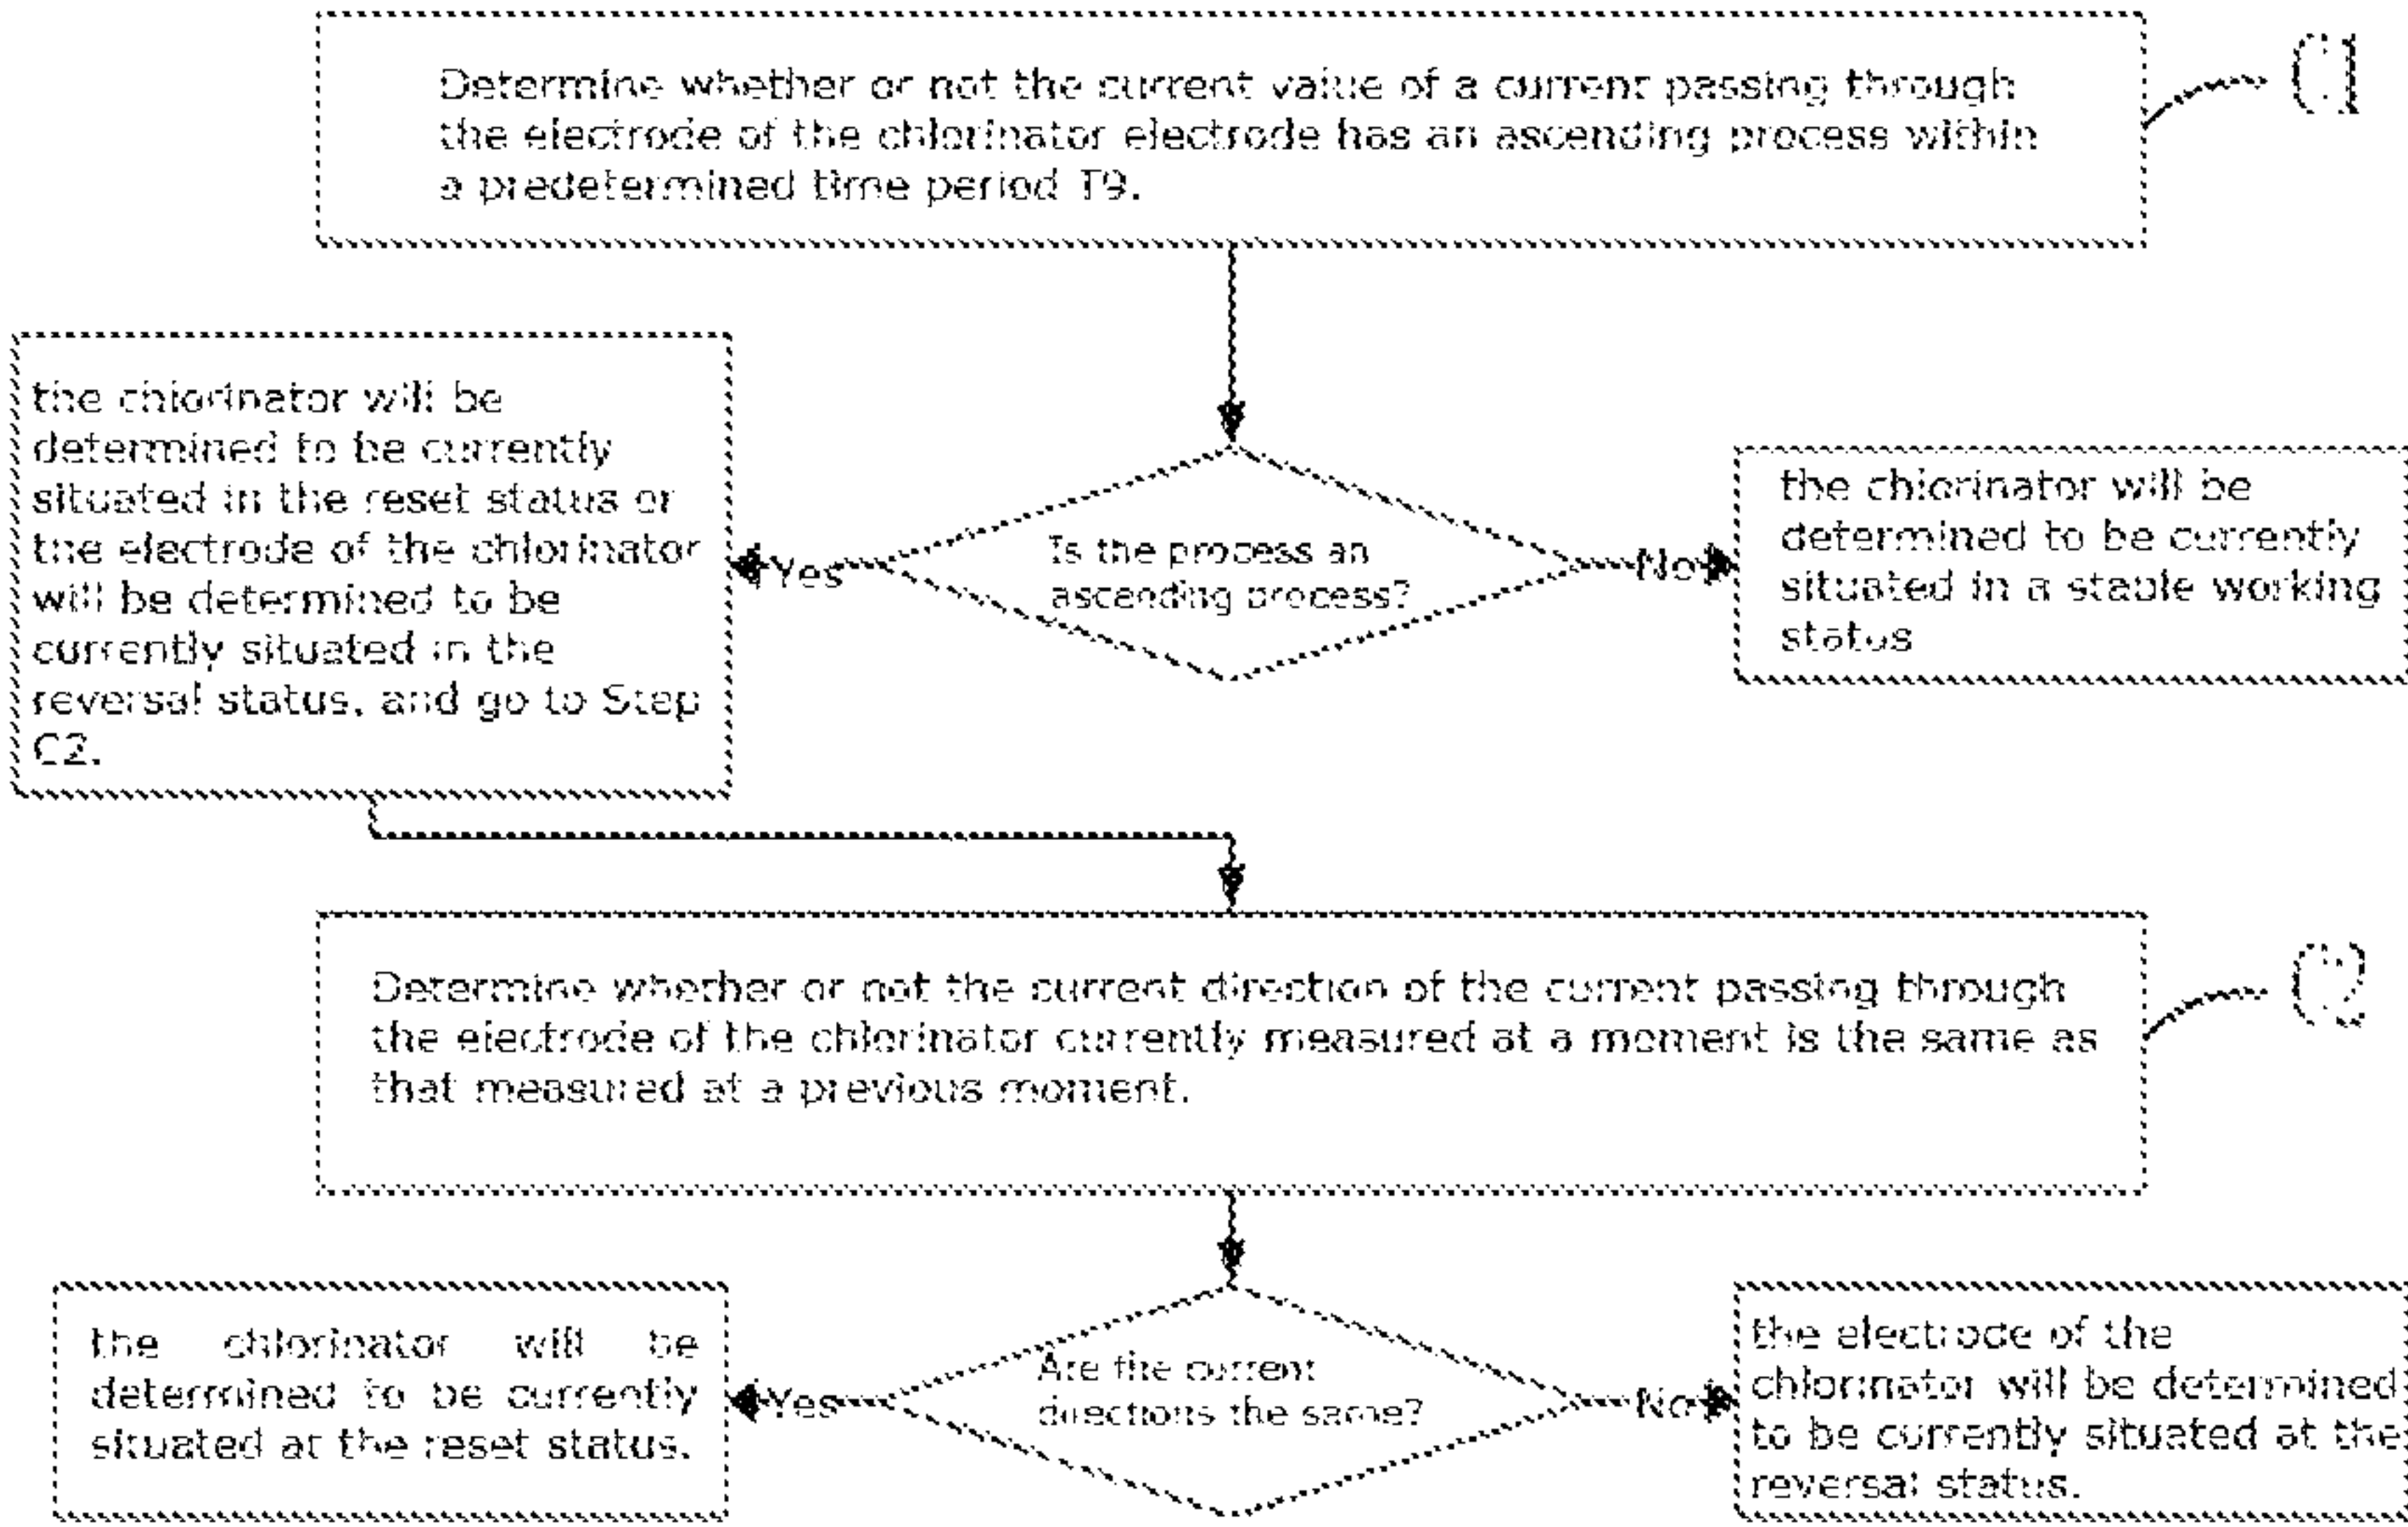 Determine whether or not the current value of a current passing through
the electrode of the chlorinator electrode has an ascending process within
a predetermined time period T9.
C1
the chlorinator will be
determined to be currently
situated in the reset status or
the electrode of the chlorinator
will be determined to be
currently situated in the
reversal status, and go to Step
C2.
Yes
Is the process an
ascending process?
No
the chlorinator will be
determined to be currently
situated in a stable working
status
Determine whether or not the current direction of the current passing through
the electrode of the chlorinator currently measured at a moment is the same as
that measured at a previous moment.
C2
the chlorinator will be
determined to be currently
situated at the reset status.
Yes
Are the current
directions the same?
No
the electrode of the
chlorinator will be determined
to be currently situated at the
reversal status.